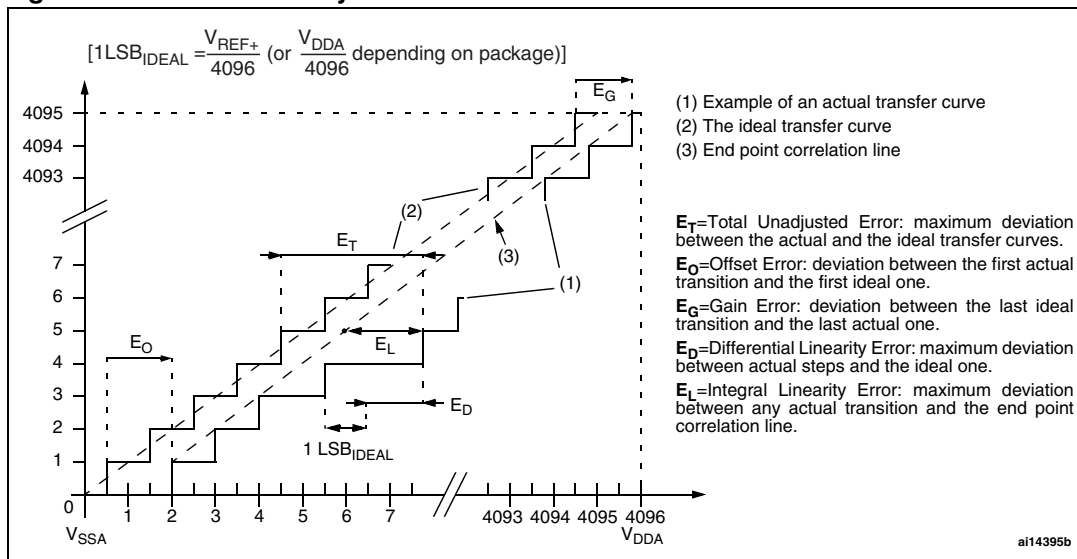 [1LSB_IDEAL = V_REF+/4096 (or V_DDA/4096 depending on package)]
E_G
4095
4094
4093
(1) Example of an actual transfer curve
(2) The ideal transfer curve
(3) End point correlation line
(2)
E_T
(3)
(1)
7
6
5
4
3
2
1
0
E_O
E_L
E_D
1 LSB_IDEAL
E_T=Total Unadjusted Error: maximum deviation
between the actual and the ideal transfer curves.
E_O=Offset Error: deviation between the first actual
transition and the first ideal one.
E_G=Gain Error: deviation between the last ideal
transition and the last actual one.
E_D=Differential Linearity Error: maximum deviation
between actual steps and the ideal one.
E_L=Integral Linearity Error: maximum deviation
between any actual transition and the end point
correlation line.
1 2 3 4 5 6 7 4093 4094 4095 4096
V_SSA V_DDA
ai14395b